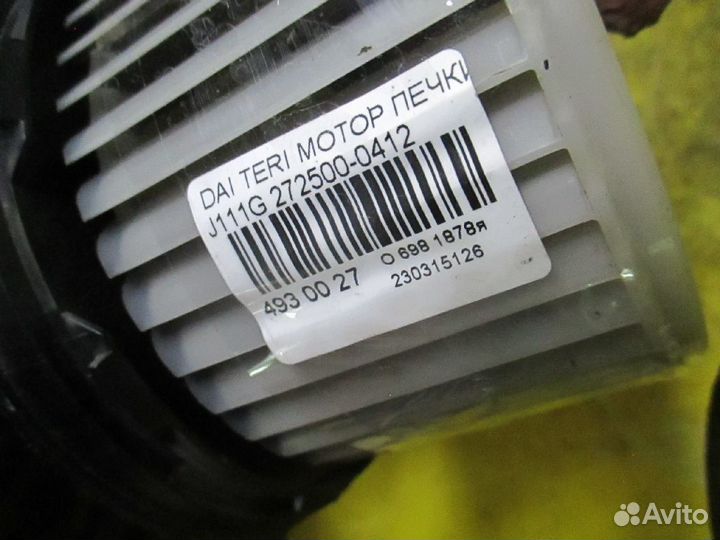 DAI TERI МОТОР ПЕЧКИ
J111G 272500-0412
493 00 27 O 698 1878я
230315126
Avito